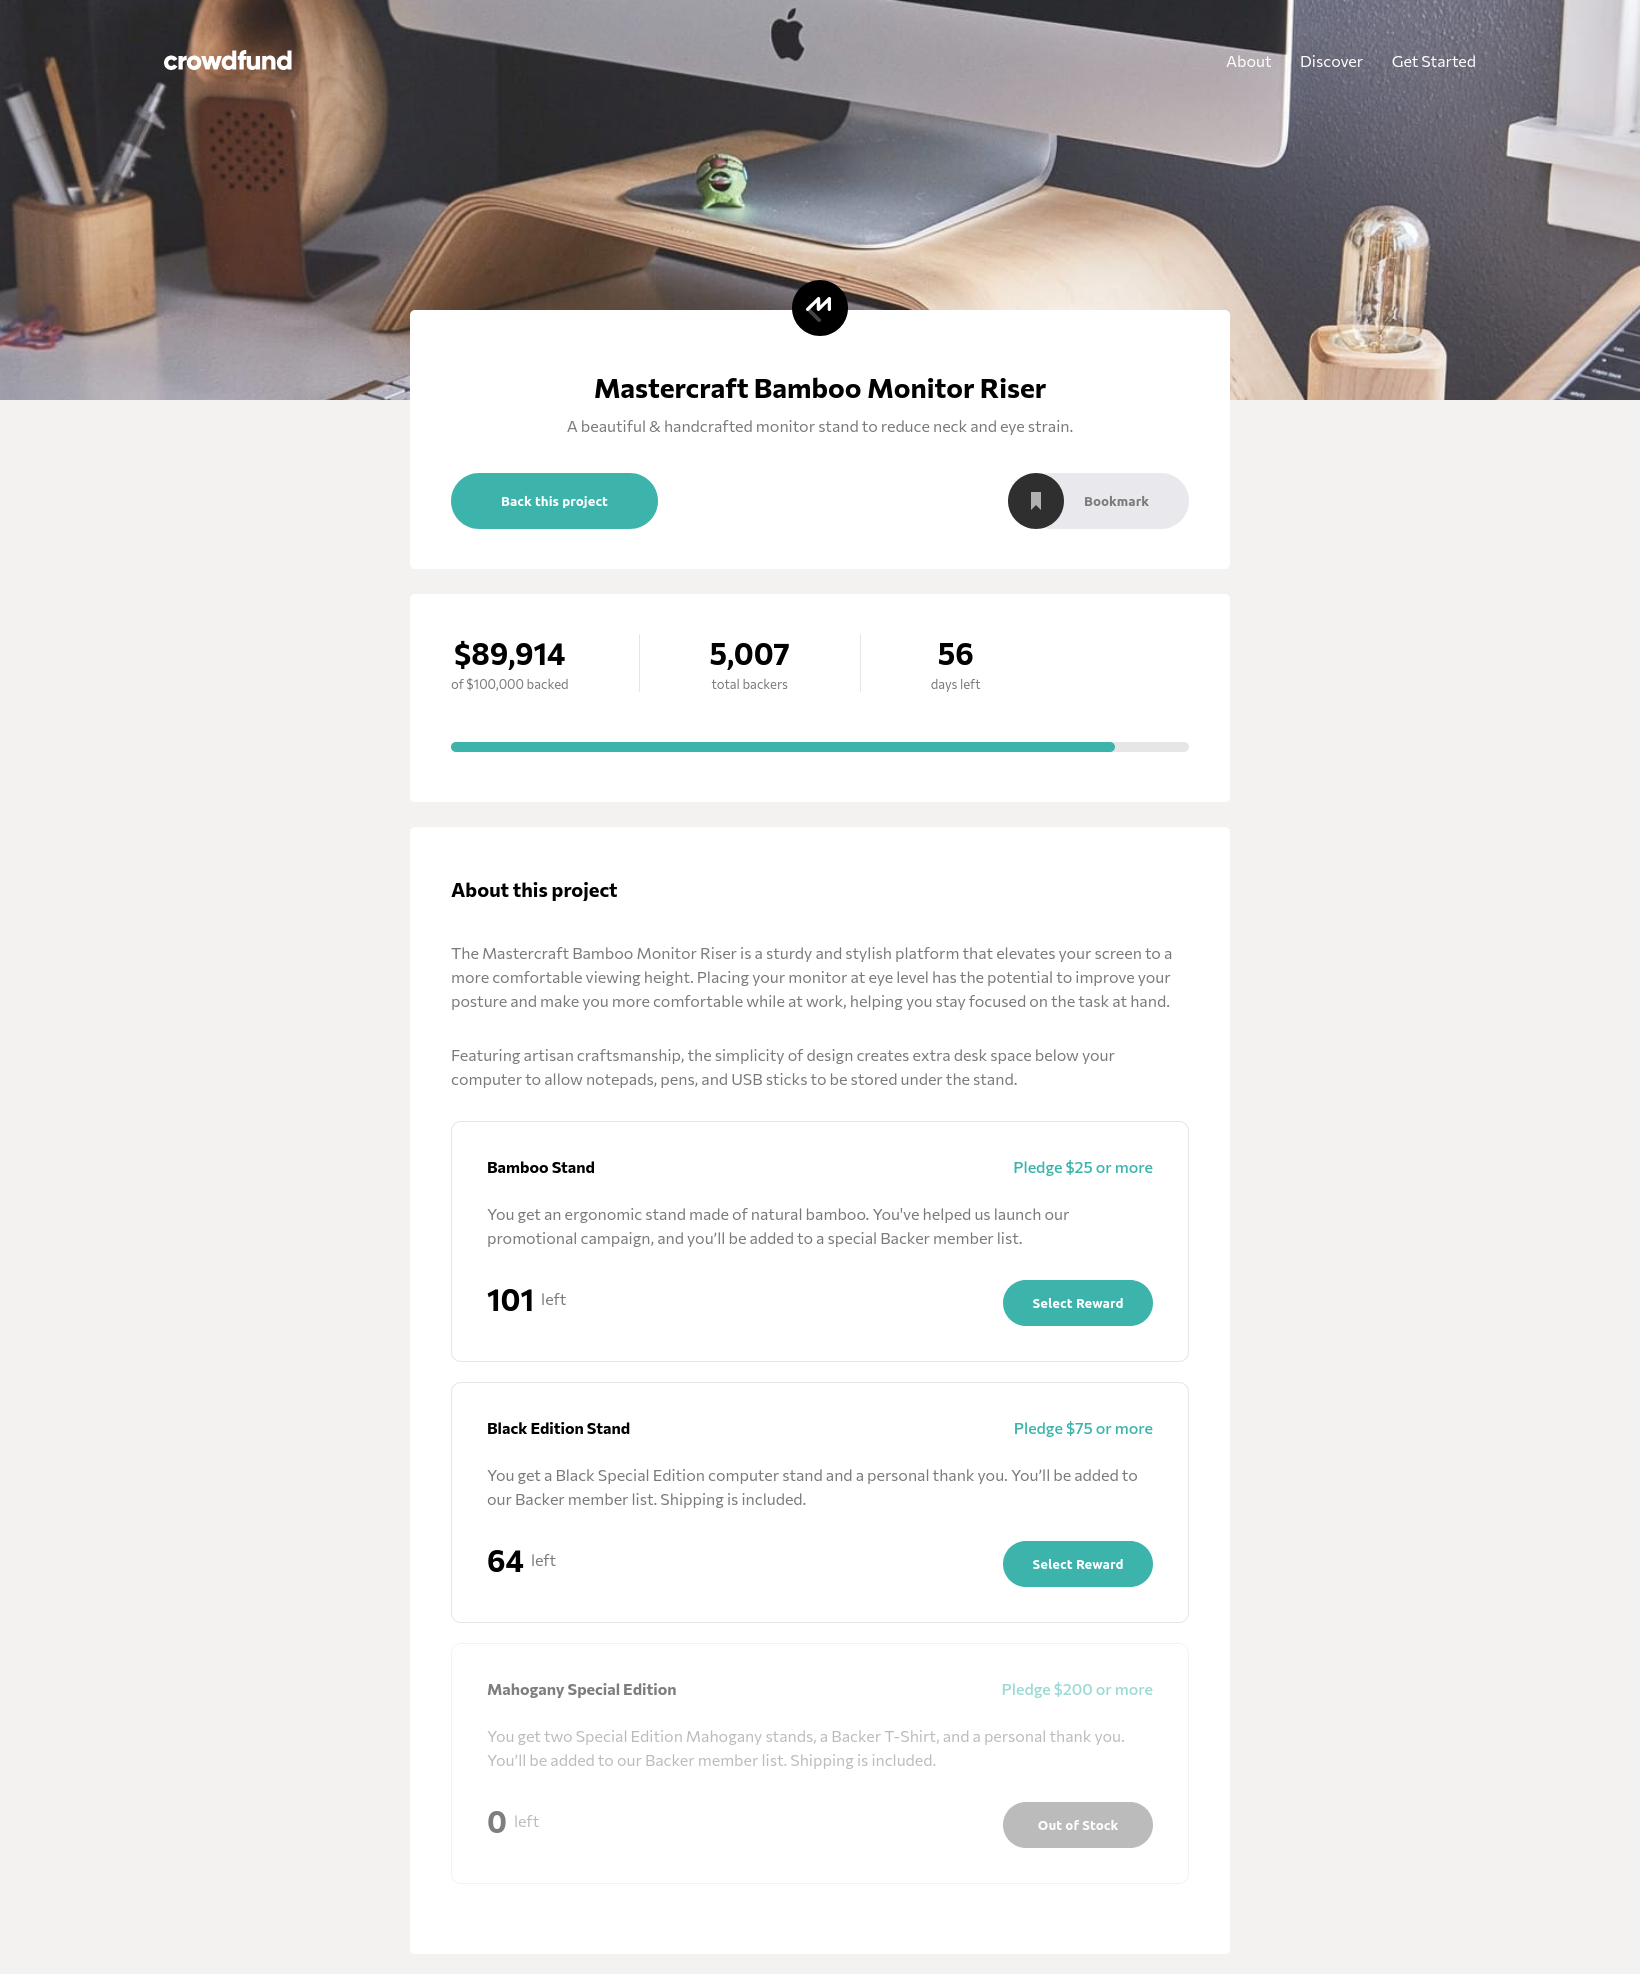 crowdfund
About Discover Get Started
Mastercraft Bamboo Monitor Riser
A beautiful & handcrafted monitor stand to reduce neck and eye strain.
Back this project
Bookmark
$89,914
of $100,000 backed
5,007
total backers
56
days left
About this project
The Mastercraft Bamboo Monitor Riser is a sturdy and stylish platform that elevates your screen to a
more comfortable viewing height. Placing your monitor at eye level has the potential to improve your
posture and make you more comfortable while at work, helping you stay focused on the task at hand.
Featuring artisan craftsmanship, the simplicity of design creates extra desk space below your
computer to allow notepads, pens, and USB sticks to be stored under the stand.
Bamboo Stand
Pledge $25 or more
You get an ergonomic stand made of natural bamboo. You've helped us launch our
promotional campaign, and you’ll be added to a special Backer member list.
101 left
Select Reward
Black Edition Stand
Pledge $75 or more
You get a Black Special Edition computer stand and a personal thank you. You’ll be added to
our Backer member list. Shipping is included.
64 left
Select Reward
Mahogany Special Edition
Pledge $200 or more
You get two Special Edition Mahogany stands, a Backer T-Shirt, and a personal thank you.
You’ll be added to our Backer member list. Shipping is included.
0 left
Out of Stock